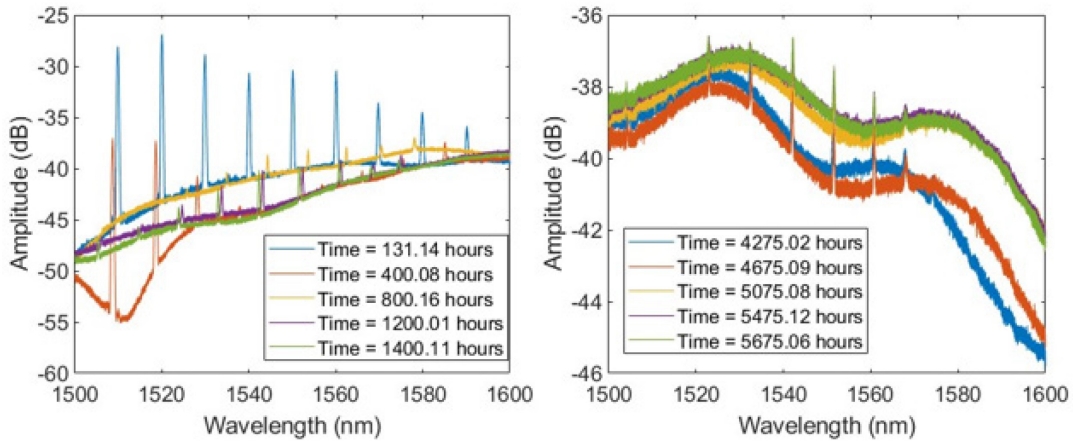 -25
-30
-35
-40
-45
-50
-55
-60
Amplitude (dB)
Time = 131.14 hours
Time = 400.08 hours
Time = 800.16 hours
Time = 1200.01 hours
Time = 1400.11 hours
1500 1520 1540 1560 1580 1600
Wavelength (nm)
-36
-38
-40
-42
-44
-46
Amplitude (dB)
Time = 4275.02 hours
Time = 4675.09 hours
Time = 5075.08 hours
Time = 5475.12 hours
Time = 5675.06 hours
1500 1520 1540 1560 1580 1600
Wavelength (nm)